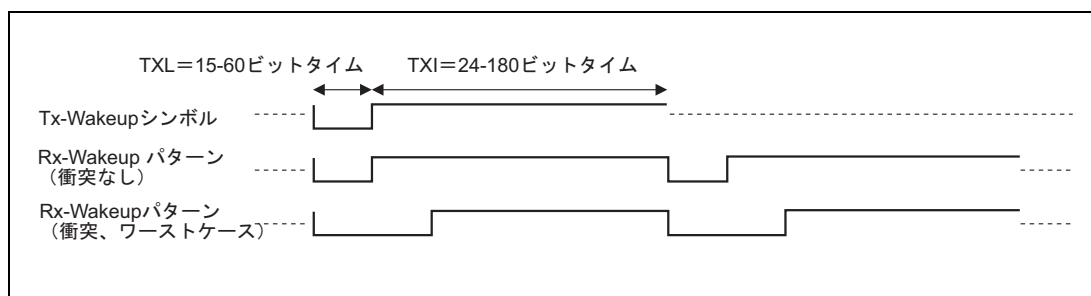 TXL=15-60ビットタイム TXI=24-180ビットタイム
Tx-Wakeupシンボル
Rx-Wakeup パターン
(衝突なし)
Rx-Wakeupパターン
(衝突、ワーストケース)